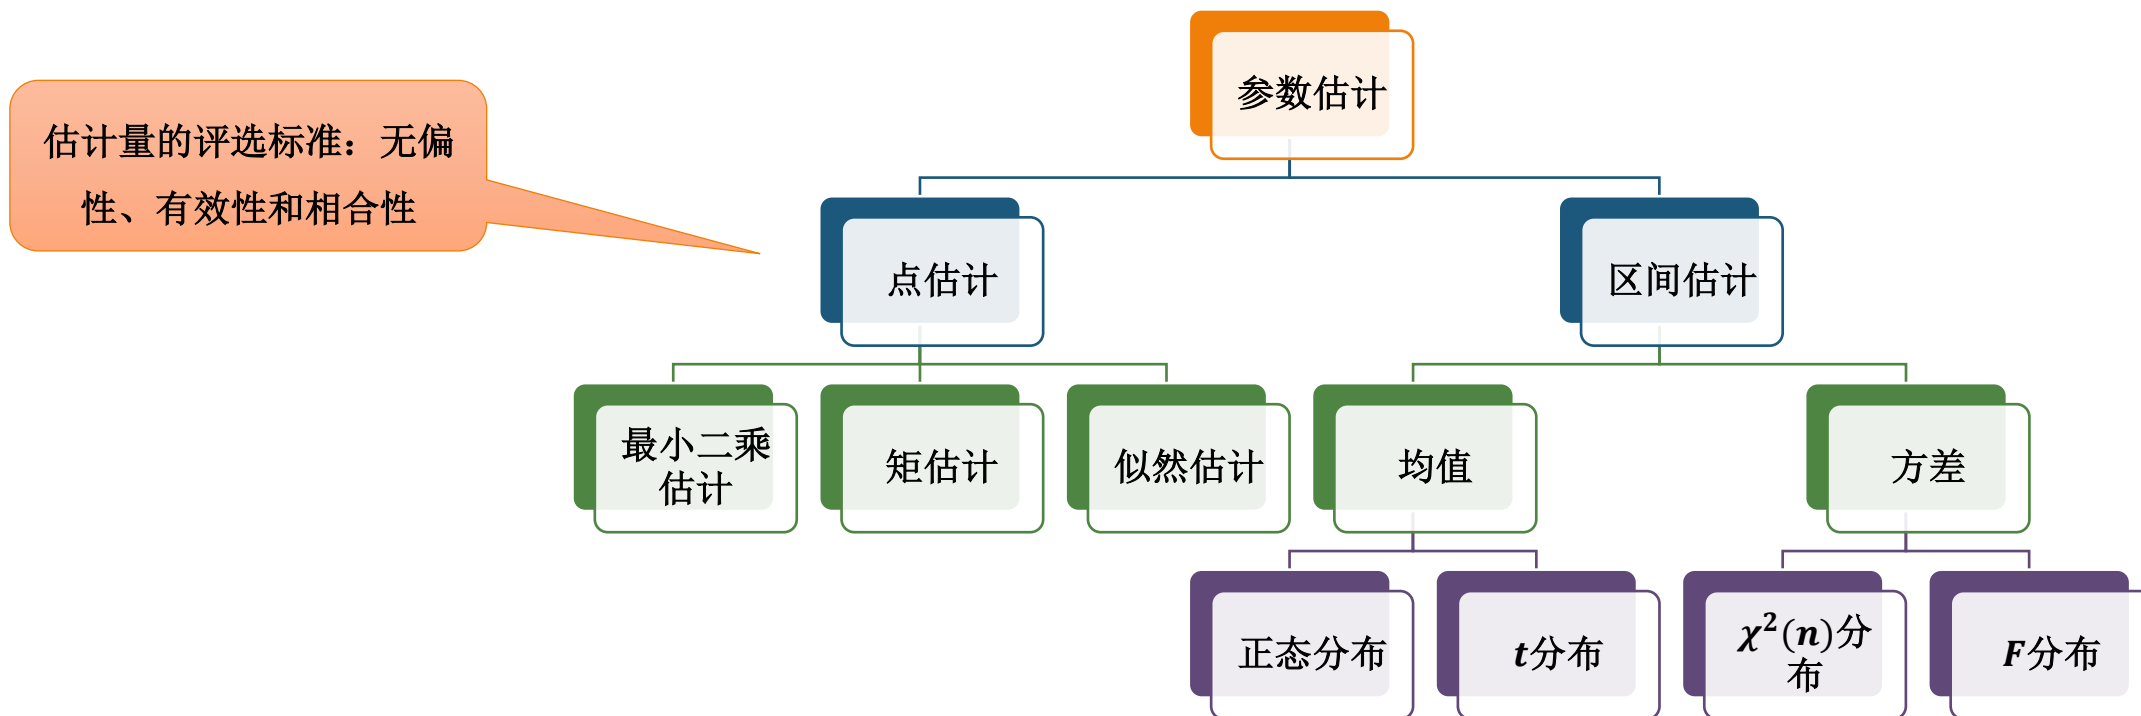 参数估计
估计量的评选标准：无偏
性、有效性和相合性
点估计
区间估计
最小二乘
估计
矩估计
似然估计
均值
方差
正态分布
t分布
χ²(n)分
布
F分布